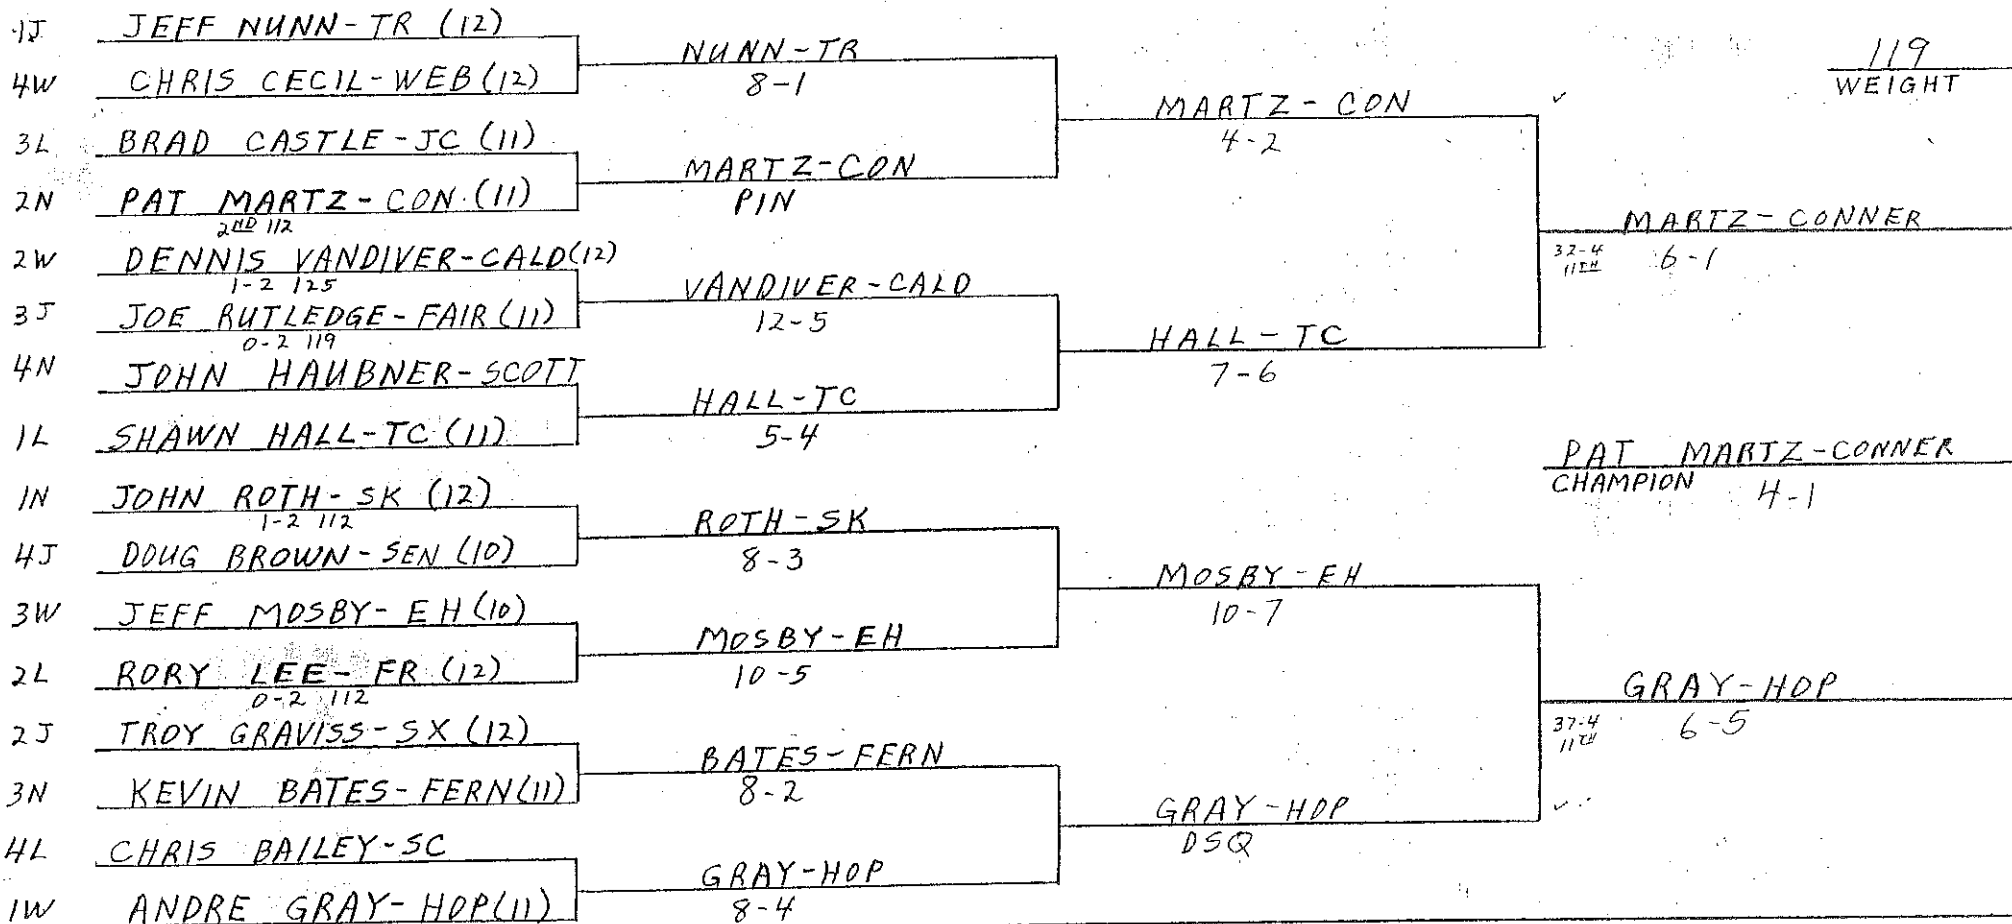 1J JEFF NUNN-TR (12)
4W CHRIS CECIL-WEB (12)
3L BRAD CASTLE-JC (11)
2N PAT MARTZ-CON. (11)
2ND 112
2W DENNIS VANDIVER-CALD (12)
1-2 125
3J JOE RUTLEDGE-FAIR (11)
0-2 119
4N JOHN HAUBNER-SCOTT
1L SHAWN HALL-TC (11)
1N JOHN ROTH-SK (12)
1-2 112
4J DOUG BROWN-SEN (10)
3W JEFF MOSBY-EH (10)
2L RORY LEE-FR (12)
0-2 112
2J TROY GRAVISS-SX (12)
3N KEVIN BATES-FERN (11)
4L CHRIS BAILEY-SC
1W ANDRE GRAY-HOP (11)
NUNN-TR
8-1
MARTZ-CON
PIN
VANDIVER-CALD
12-5
HALL-TC
5-4
ROTH-SK
8-3
MOSBY-EH
10-5
BATES-FERN
8-2
GRAY-HOP
8-4
MARTZ-CON
4-2
HALL-TC
7-6
MOSBY-EH
10-7
GRAY-HOP
DSQ
119
WEIGHT
MARTZ-CONNER
32-4 6-1
11TH
PAT MARTZ-CONNER
CHAMPION 4-1
GRAY-HOP
37-4 6-5
11TH